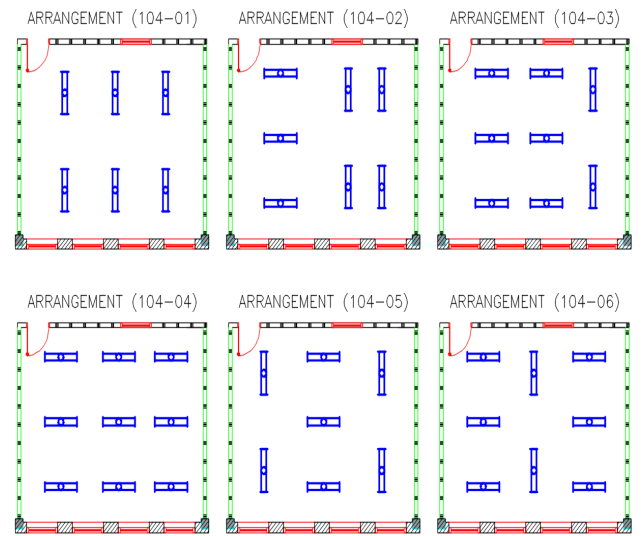 ARRANGEMENT (104-01)
ARRANGEMENT (104-02)
ARRANGEMENT (104-03)
ARRANGEMENT (104-04)
ARRANGEMENT (104-05)
ARRANGEMENT (104-06)